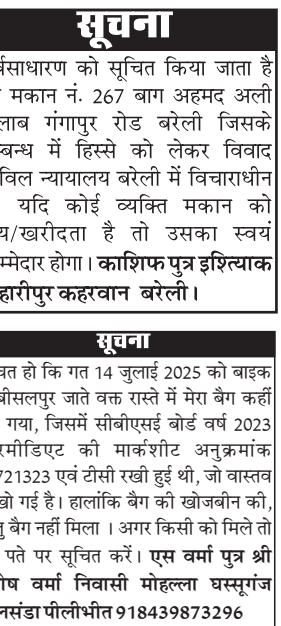 सूचना
र्वसाधारण को सूचित किया जाता है
मकान नं. 267 बाग अहमद अली
लाब गंगापुर रोड बरेली जिसके
म्बन्ध में हिस्से को लेकर विवाद
विल न्यायालय बरेली में विचाराधीन
यदि कोई व्यक्ति मकान को
य/खरीदता है तो उसका स्वयं
म्मेदार होगा। काशिफ पुत्र इश्तियाक
हारीपुर कहरवान बरेली।
सूचना
त हो कि गत 14 जुलाई 2025 को बाइक
बीसलपुर जाते वक्त रास्ते में मेरा बैग कहीं
गया, जिसमें सीबीएसई बोर्ड वर्ष 2023
रमीडिएट की मार्कशीट अनुक्रमांक
721323 एवं टीसी रखी हुई थी, जो वास्तव
खो गई है। हालांकि बैग की खोजबीन की,
तु बैग नहीं मिला । अगर किसी को मिले तो
पते पर सूचित करें। एस वर्मा पुत्र श्री
ोष वर्मा निवासी मोहल्ला घस्सूगंज
नसंडा पीलीभीत 918439873296